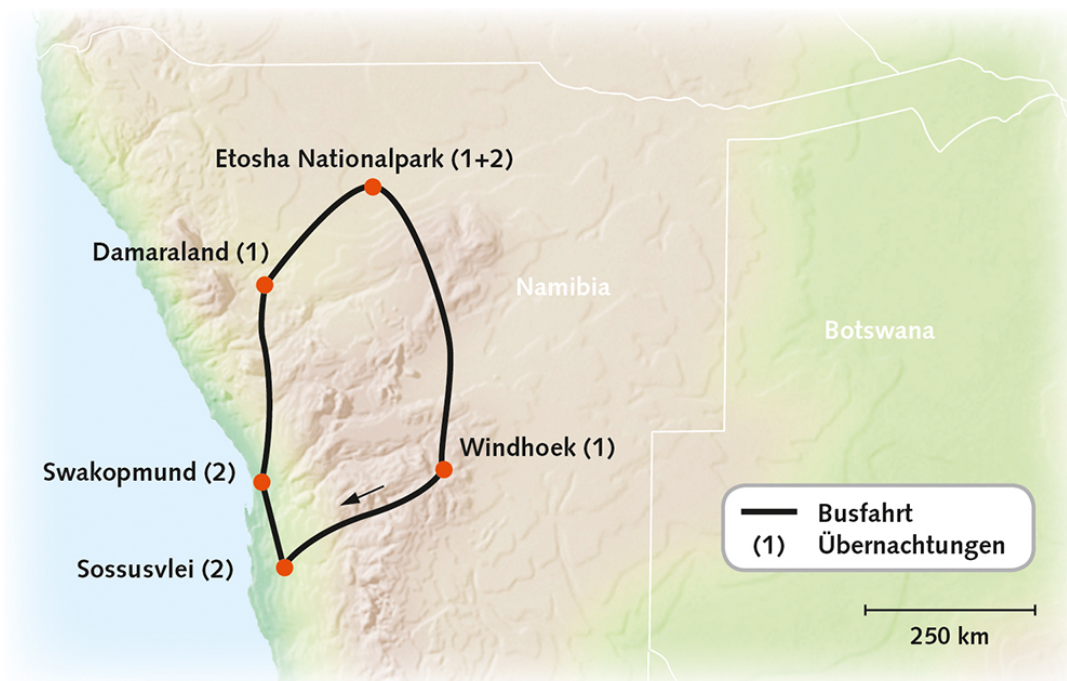 Etosha Nationalpark (1+2)
Damaraland (1)
Namibia
Botswana
Windhoek (1)
Swakopmund (2)
Sossusvlei (2)
Busfahrt
(1) Übernachtungen
250 km